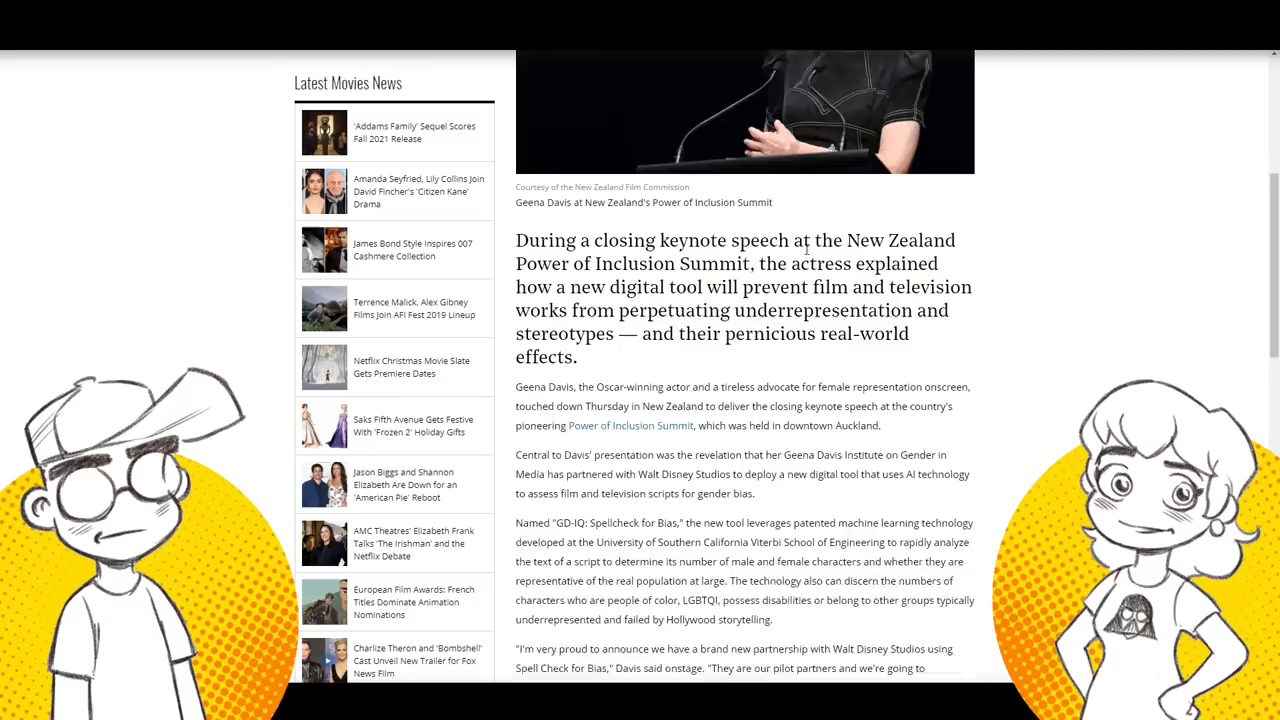 Latest Movies News
'Addams Family' Sequel Scores
Fall 2021 Release
Amanda Seyfried, Lily Collins Join
David Fincher's 'Citizen Kane'
Drama
James Bond Style Inspires 007
Cashmere Collection
Terrence Malick, Alex Gibney
Films Join AFI Fest 2019 Lineup
Netflix Christmas Movie Slate
Gets Premiere Dates
Saks Fifth Avenue Gets Festive
With 'Frozen 2' Holiday Gifts
Jason Biggs and Shannon
Elizabeth Are Down for an
'American Pie' Reboot
AMC Theatres' Elizabeth Frank
Talks 'The Irishman' and the
Netflix Debate
European Film Awards: French
Titles Dominate Animation
Nominations
Charlize Theron and 'Bombshell'
Cast Unveil New Trailer for Fox
News Film
Courtesy of the New Zealand Film Commission
Geena Davis at New Zealand's Power of Inclusion Summit
During a closing keynote speech at the New Zealand
Power of Inclusion Summit, the actress explained
how a new digital tool will prevent film and television
works from perpetuating underrepresentation and
stereotypes — and their pernicious real-world
effects.
Geena Davis, the Oscar-winning actor and a tireless advocate for female representation onscreen,
touched down Thursday in New Zealand to deliver the closing keynote speech at the country's
pioneering Power of Inclusion Summit, which was held in downtown Auckland.
Central to Davis' presentation was the revelation that her Geena Davis Institute on Gender in
Media has partnered with Walt Disney Studios to deploy a new digital tool that uses AI technology
to assess film and television scripts for gender bias.
Named "GD-IQ: Spellcheck for Bias," the new tool leverages patented machine learning technology
developed at the University of Southern California Viterbi School of Engineering to rapidly analyze
the text of a script to determine its number of male and female characters and whether they are
representative of the real population at large. The technology also can discern the numbers of
characters who are people of color, LGBTQI, possess disabilities or belong to other groups typically
underrepresented and failed by Hollywood storytelling.
"I'm very proud to announce we have a brand new partnership with Walt Disney Studios using
Spell Check for Bias," Davis said onstage. "They are our pilot partners and we're going to